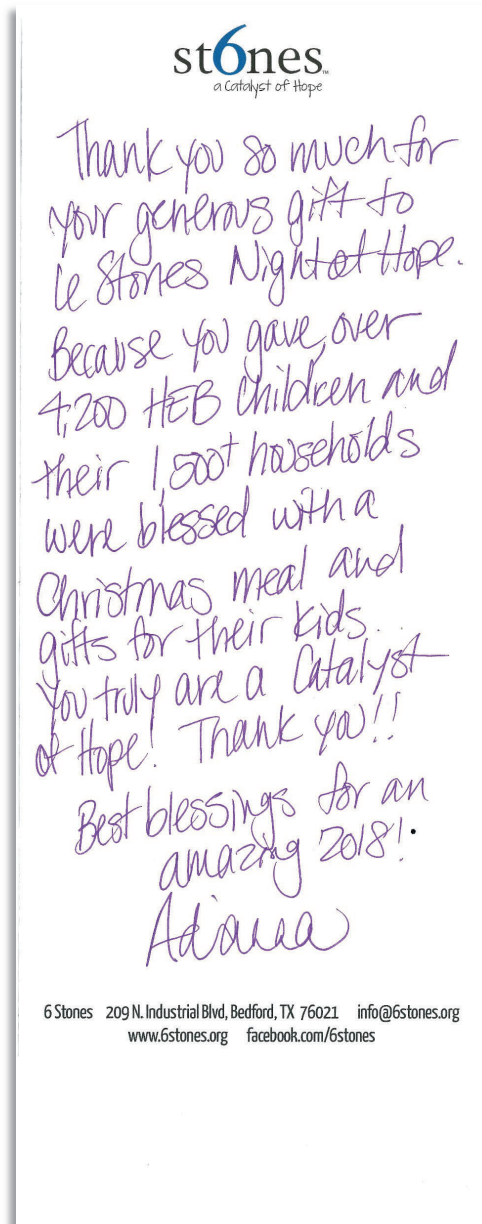 st6nes™
a Catalyst of Hope
Thank you so much for
your generous gift to
6 Stones Night of Hope.
Because you gave, over
4,200 HEB children and
their 1,500+ households
were blessed with a
Christmas meal and
gifts for their kids.
You truly are a Catalyst
of Hope! Thank you!!
Best blessings for an
amazing 2018!
Adiana
6 Stones 209 N. Industrial Blvd, Bedford, TX 76021 info@6stones.org
www.6stones.org facebook.com/6stones